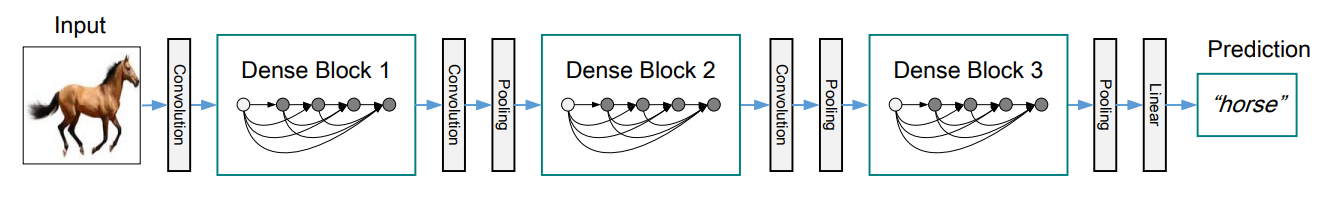 Input
Convolution
Dense Block 1
Convolution
Pooling
Dense Block 2
Convolution
Pooling
Dense Block 3
Pooling
Linear
Prediction
“horse”